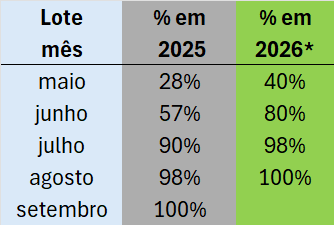 Lote mês % em 2025 % em 2026*
maio 28% 40%
junho 57% 80%
julho 90% 98%
agosto 98% 100%
setembro 100%